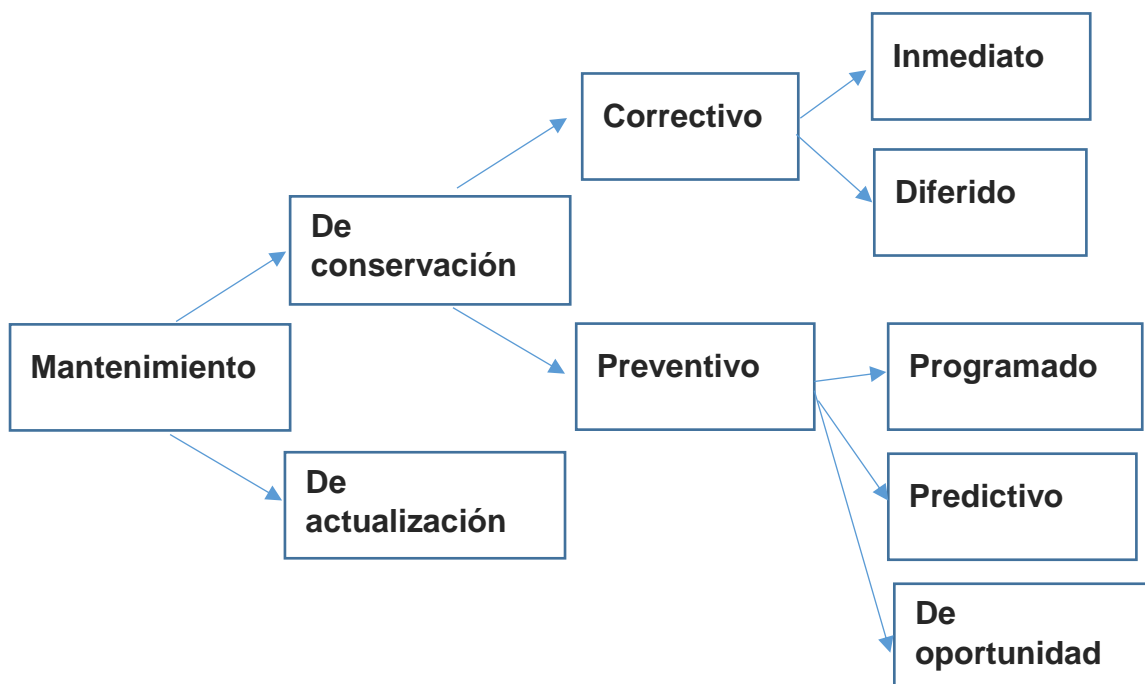 Inmediato
Correctivo
Diferido
De
conservación
Mantenimiento
Preventivo
Programado
De
actualización
Predictivo
De
oportunidad